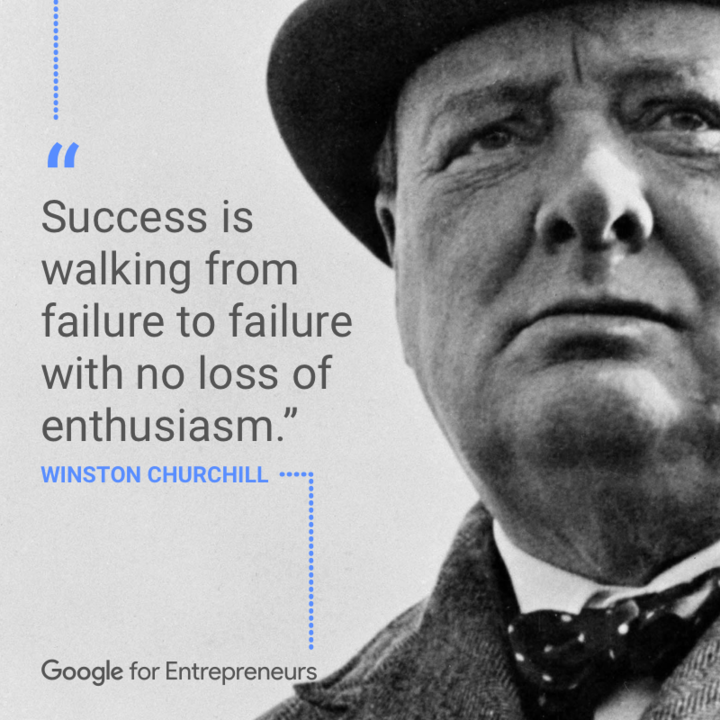 “
Success is
walking from
failure to failure
with no loss of
enthusiasm.”
WINSTON CHURCHILL
Google for Entrepreneurs